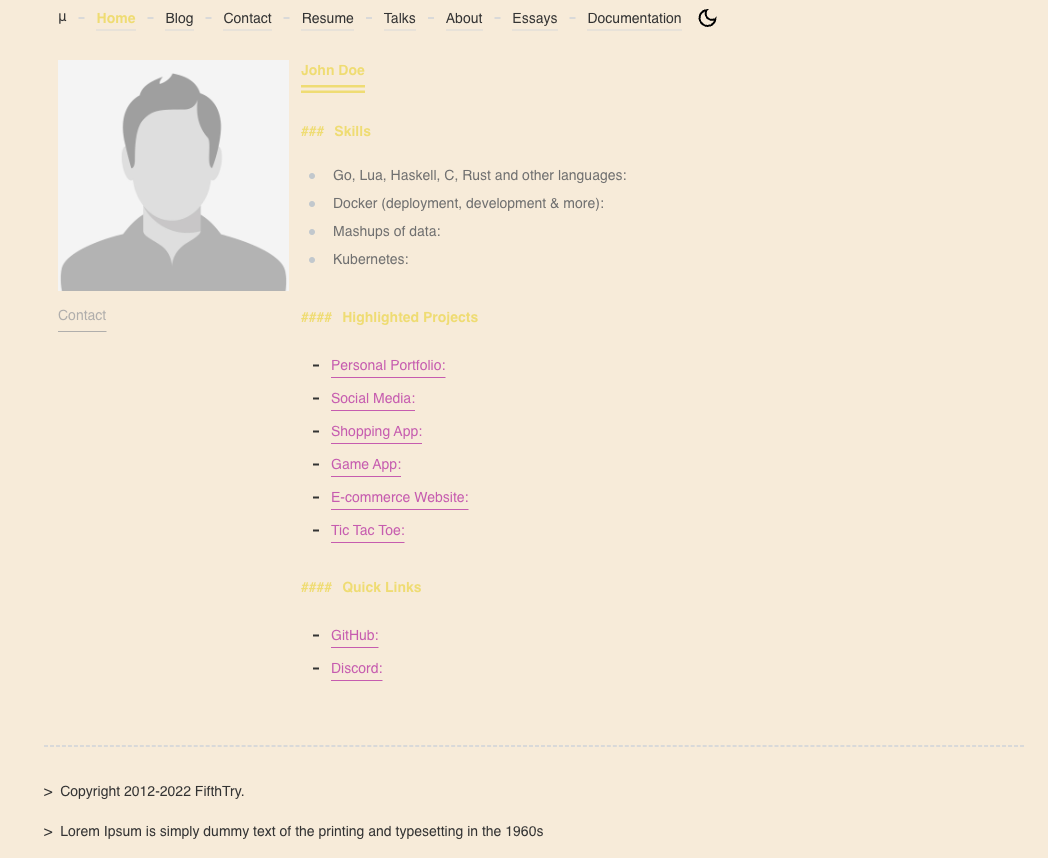 µ – Home – Blog – Contact – Resume – Talks – About – Essays – Documentation
John Doe
### Skills
Go, Lua, Haskell, C, Rust and other languages:
Docker (deployment, development & more):
Mashups of data:
Kubernetes:
Contact
#### Highlighted Projects
- Personal Portfolio:
- Social Media:
- Shopping App:
- Game App:
- E-commerce Website:
- Tic Tac Toe:
#### Quick Links
- GitHub:
- Discord:
> Copyright 2012-2022 FifthTry.
> Lorem Ipsum is simply dummy text of the printing and typesetting in the 1960s